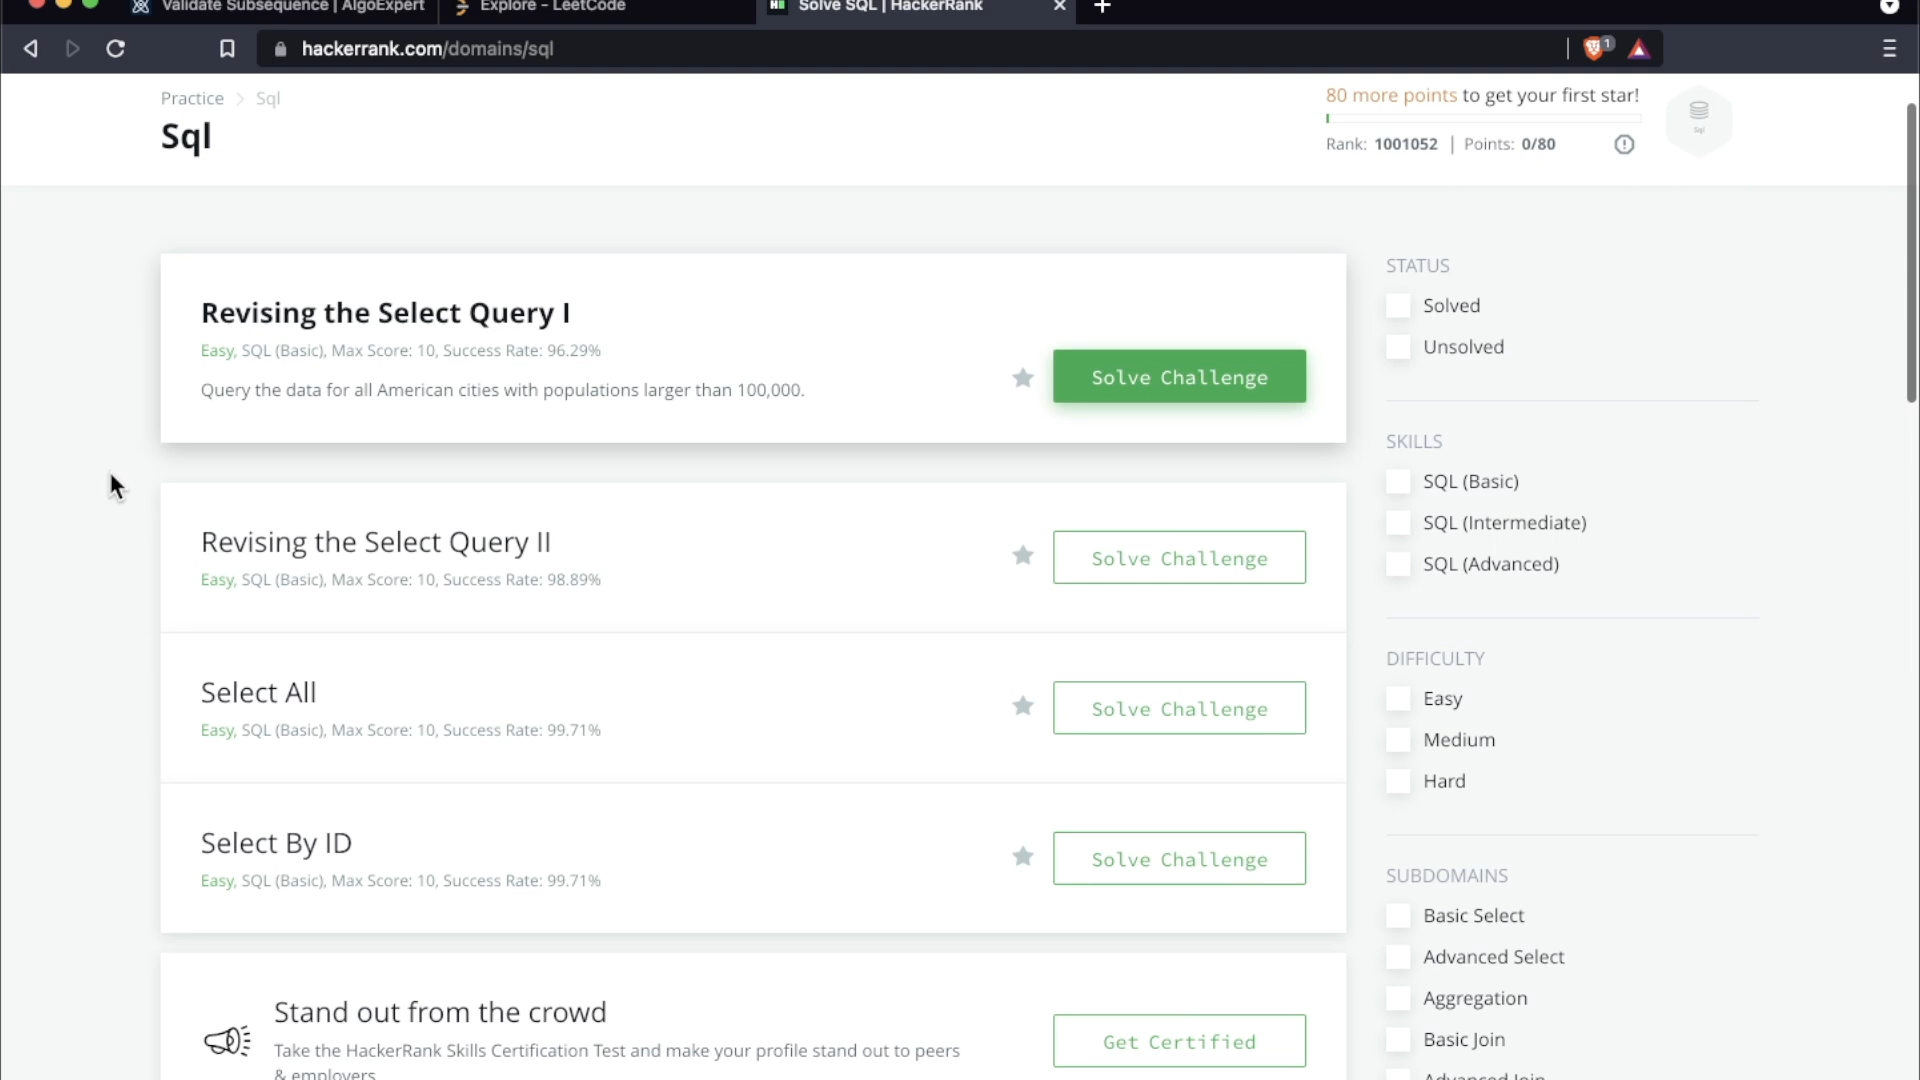 Validate Subsequence | AlgoExpert
Explore - LeetCode
Solve SQL | HackerRank
hackerrank.com/domains/sql
1
Practice > Sql
Sql
80 more points to get your first star!
Rank: 1001052 | Points: 0/80
Sql
Revising the Select Query I
Easy, SQL (Basic), Max Score: 10, Success Rate: 96.29%
Query the data for all American cities with populations larger than 100,000.
Solve Challenge
Revising the Select Query II
Easy, SQL (Basic), Max Score: 10, Success Rate: 98.89%
Solve Challenge
Select All
Easy, SQL (Basic), Max Score: 10, Success Rate: 99.71%
Solve Challenge
Select By ID
Easy, SQL (Basic), Max Score: 10, Success Rate: 99.71%
Solve Challenge
Stand out from the crowd
Take the HackerRank Skills Certification Test and make your profile stand out to peers
& employers
Get Certified
STATUS
Solved
Unsolved
SKILLS
SQL (Basic)
SQL (Intermediate)
SQL (Advanced)
DIFFICULTY
Easy
Medium
Hard
SUBDOMAINS
Basic Select
Advanced Select
Aggregation
Basic Join
Advanced Join